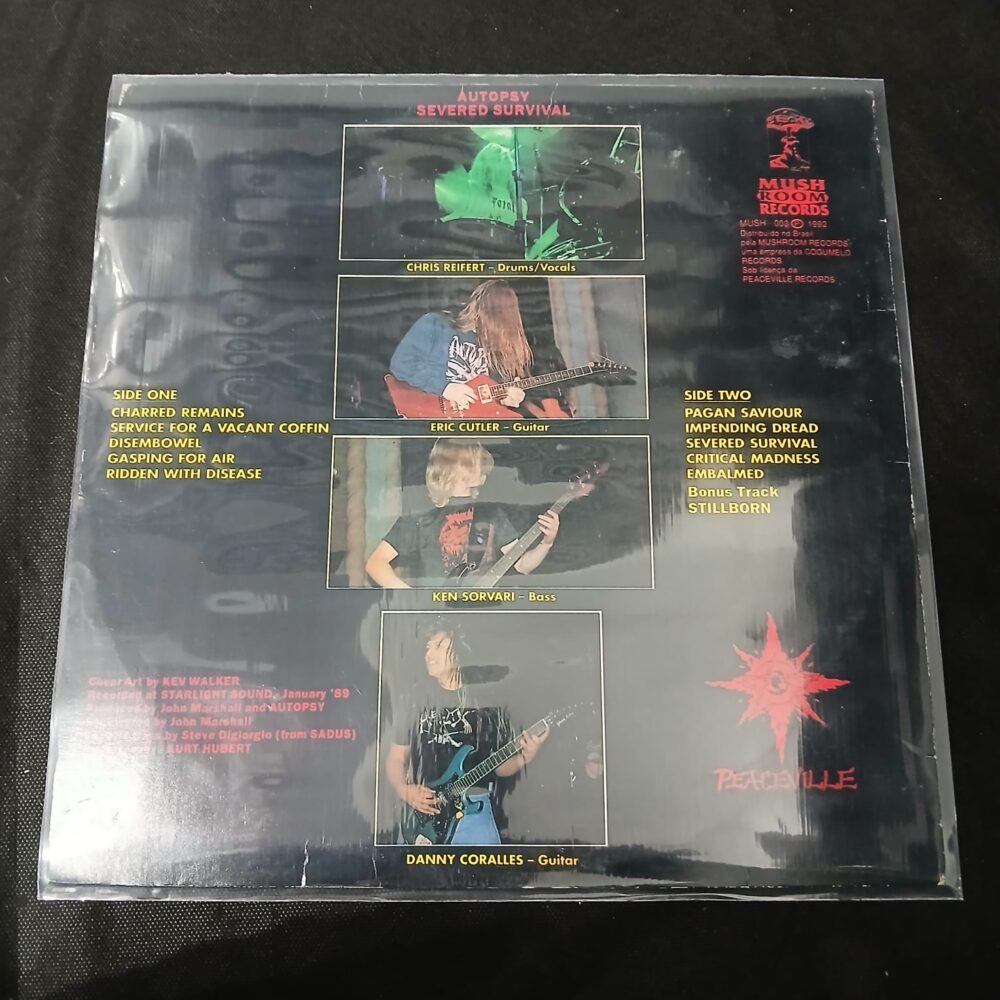 AUTOPSY
SEVERED SURVIVAL
MUSH
ROOM
RECORDS
MUSH 003 ℗ 1992
Distribuido no Brasil
pela MUSHROOM RECORDS
uma empresa da COGUMELO
RECORDS
Sob licença da
PEACEVILLE RECORDS
CHRIS REIFERT – Drums/Vocals
ERIC CUTLER – Guitar
KEN SORVARI – Bass
DANNY CORALLES – Guitar
SIDE ONE
CHARRED REMAINS
SERVICE FOR A VACANT COFFIN
DISEMBOWEL
GASPING FOR AIR
RIDDEN WITH DISEASE
SIDE TWO
PAGAN SAVIOUR
IMPENDING DREAD
SEVERED SURVIVAL
CRITICAL MADNESS
EMBALMED
Bonus Track
STILLBORN
Cover Art by KEV WALKER
Recorded at STARLIGHT SOUND, January '89
Produced by John Marshall and AUTOPSY
by John Marshall
by Steve Digiorgio (from SADUS)
KURT HUBERT
PEACEVILLE